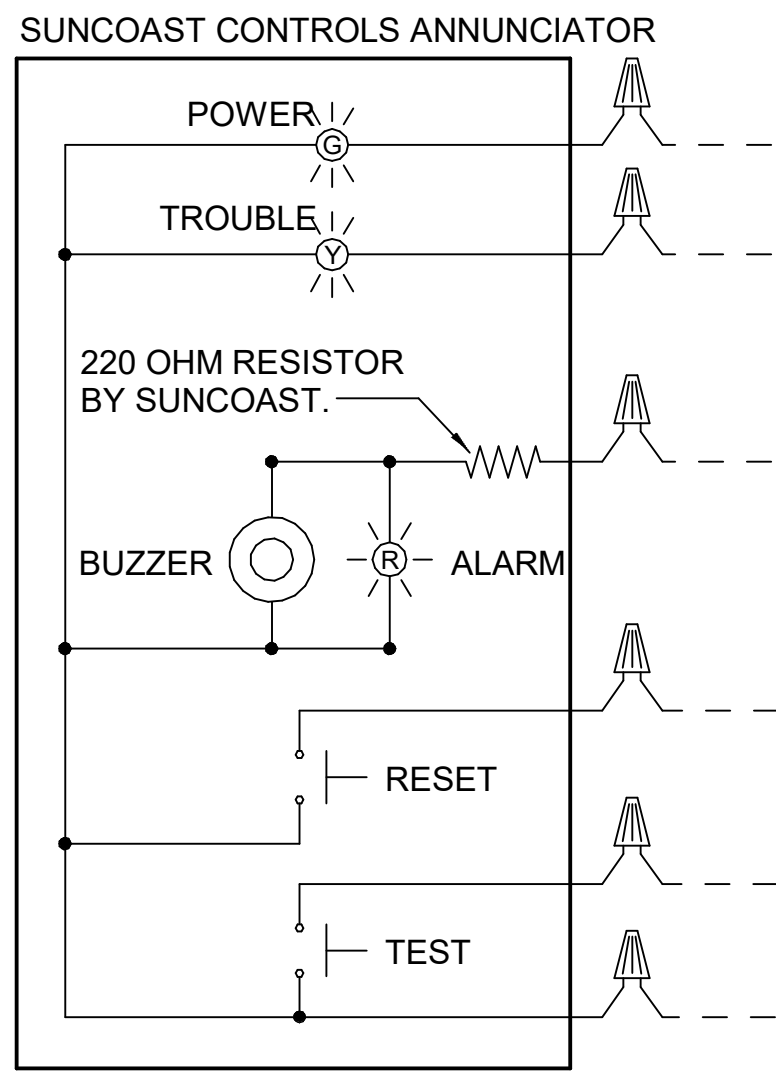 SUNCOAST CONTROLS ANNUNCIATOR
POWER
G
TROUBLE
Y
220 OHM RESISTOR
BY SUNCOAST.
BUZZER
R
ALARM
RESET
TEST